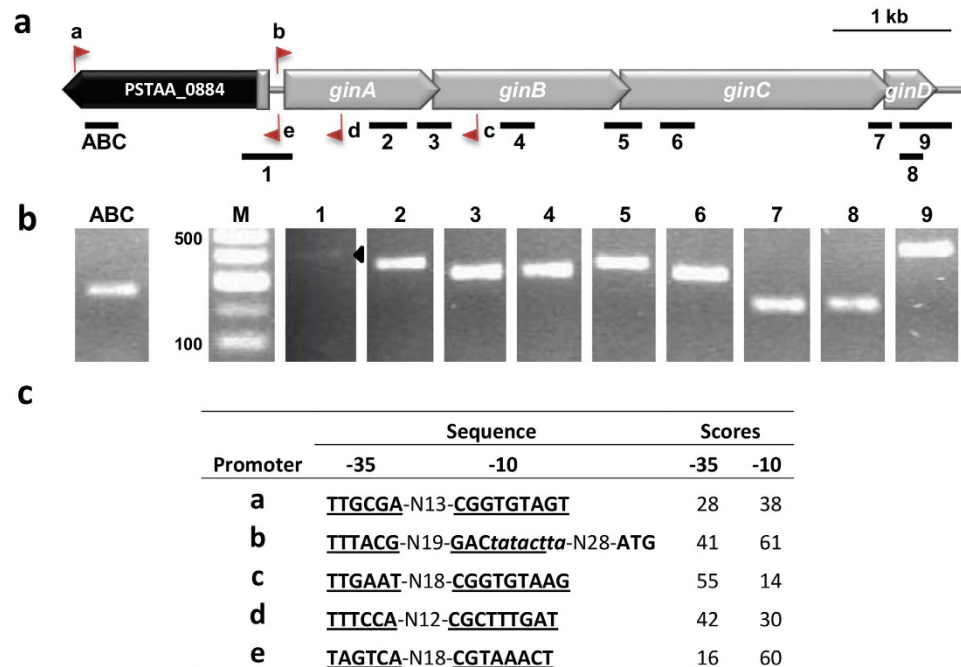 a
a b 1 kb
PSTAA_0884 ginA ginB ginC ginD
e d c
ABC 2 3 4 5 6 7 9
1 8
b
ABC M 1 2 3 4 5 6 7 8 9
500
100
c
Sequence Scores
Promoter -35 -10 -35 -10
a TTGCGA-N13-CGGTGTAGT 28 38
b TTTACG-N19-GACtatactta-N28-ATG 41 61
c TTGAAT-N18-CGGTGTAAG 55 14
d TTTCCA-N12-CGCTTTGAT 42 30
e TAGTCA-N18-CGTAAACT 16 60